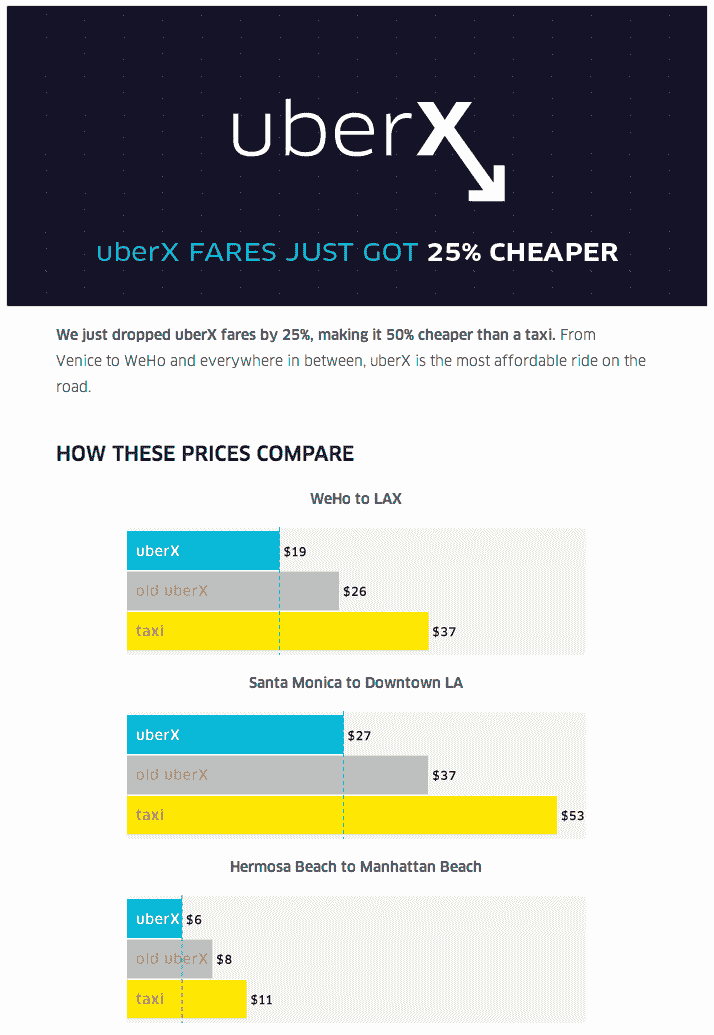 uberX
uberX FARES JUST GOT 25% CHEAPER
We just dropped uberX fares by 25%, making it 50% cheaper than a taxi. From
Venice to WeHo and everywhere in between, uberX is the most affordable ride on the
road.
HOW THESE PRICES COMPARE
WeHo to LAX
uberX $19
old uberX $26
taxi $37
Santa Monica to Downtown LA
uberX $27
old uberX $37
taxi $53
Hermosa Beach to Manhattan Beach
uberX $6
old uberX $8
taxi $11